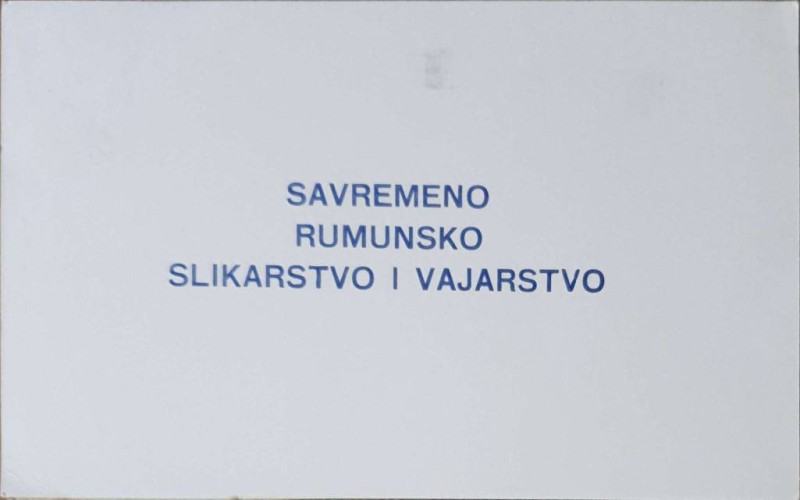 SAVREMENO
RUMUNSKO
SLIKARSTVO I VAJARSTVO